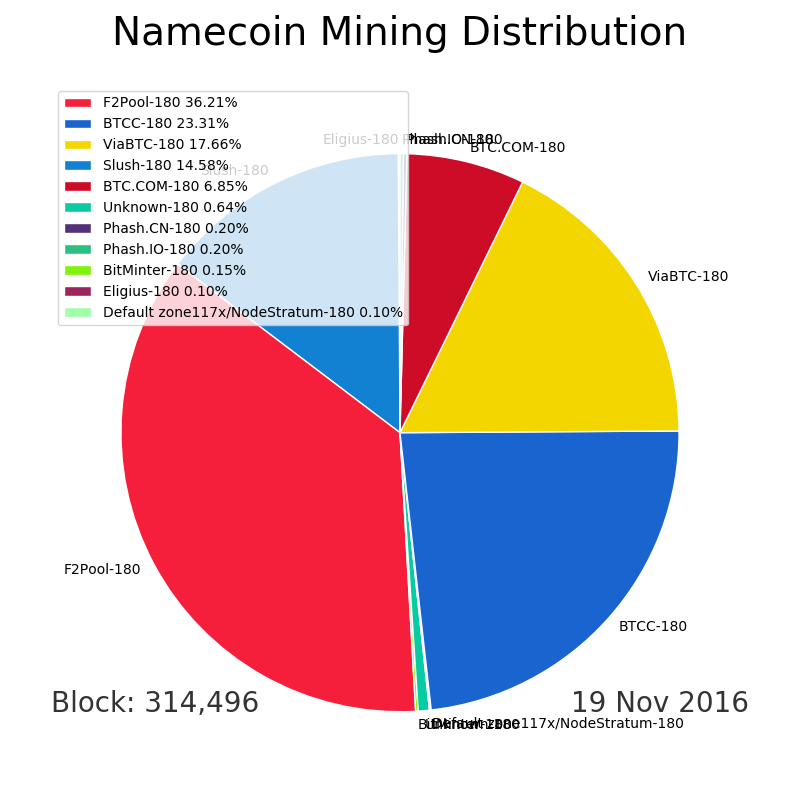 Namecoin Mining Distribution
F2Pool-180 36.21%
BTCC-180 23.31%
ViaBTC-180 17.66%
Slush-180 14.58%
BTC.COM-180 6.85%
Unknown-180 0.64%
Phash.CN-180 0.20%
Phash.IO-180 0.20%
BitMinter-180 0.15%
Eligius-180 0.10%
Default zone117x/NodeStratum-180 0.10%
Eligius-180
BTC.COM-180
Slush-180
ViaBTC-180
F2Pool-180
BTCC-180
Block: 314,496
19 Nov 2016